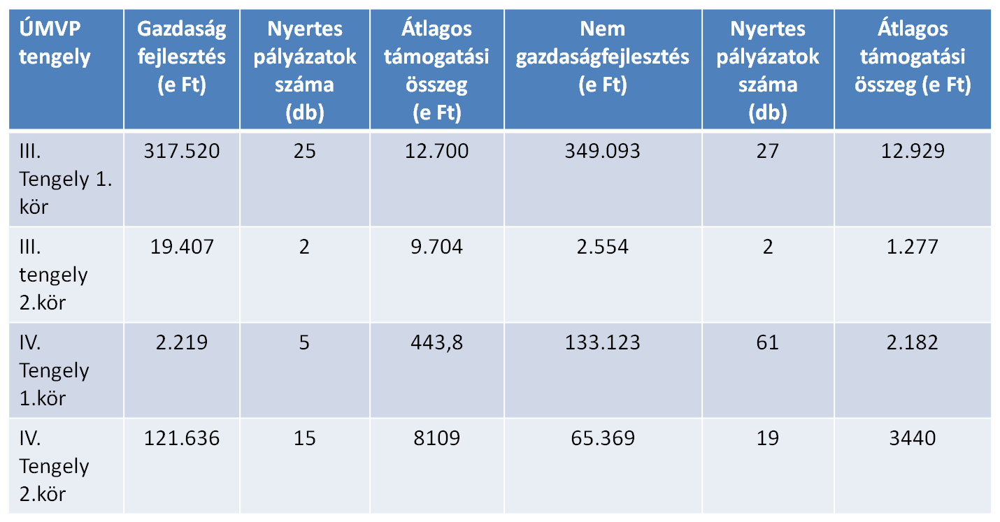 ÚMVP
tengely
Gazdaság
fejlesztés
(e Ft)
Nyertes
pályázatok
száma
(db)
Átlagos
támogatási
összeg
(e Ft)
Nem
gazdaságfejlesztés
(e Ft)
Nyertes
pályázatok
száma
(db)
Átlagos
támogatási
összeg (e Ft)
III.
Tengely 1.
kör
317.520
25
12.700
349.093
27
12.929
III.
tengely
2.kör
19.407
2
9.704
2.554
2
1.277
IV.
Tengely
1.kör
2.219
5
443,8
133.123
61
2.182
IV.
Tengely
2.kör
121.636
15
8109
65.369
19
3440